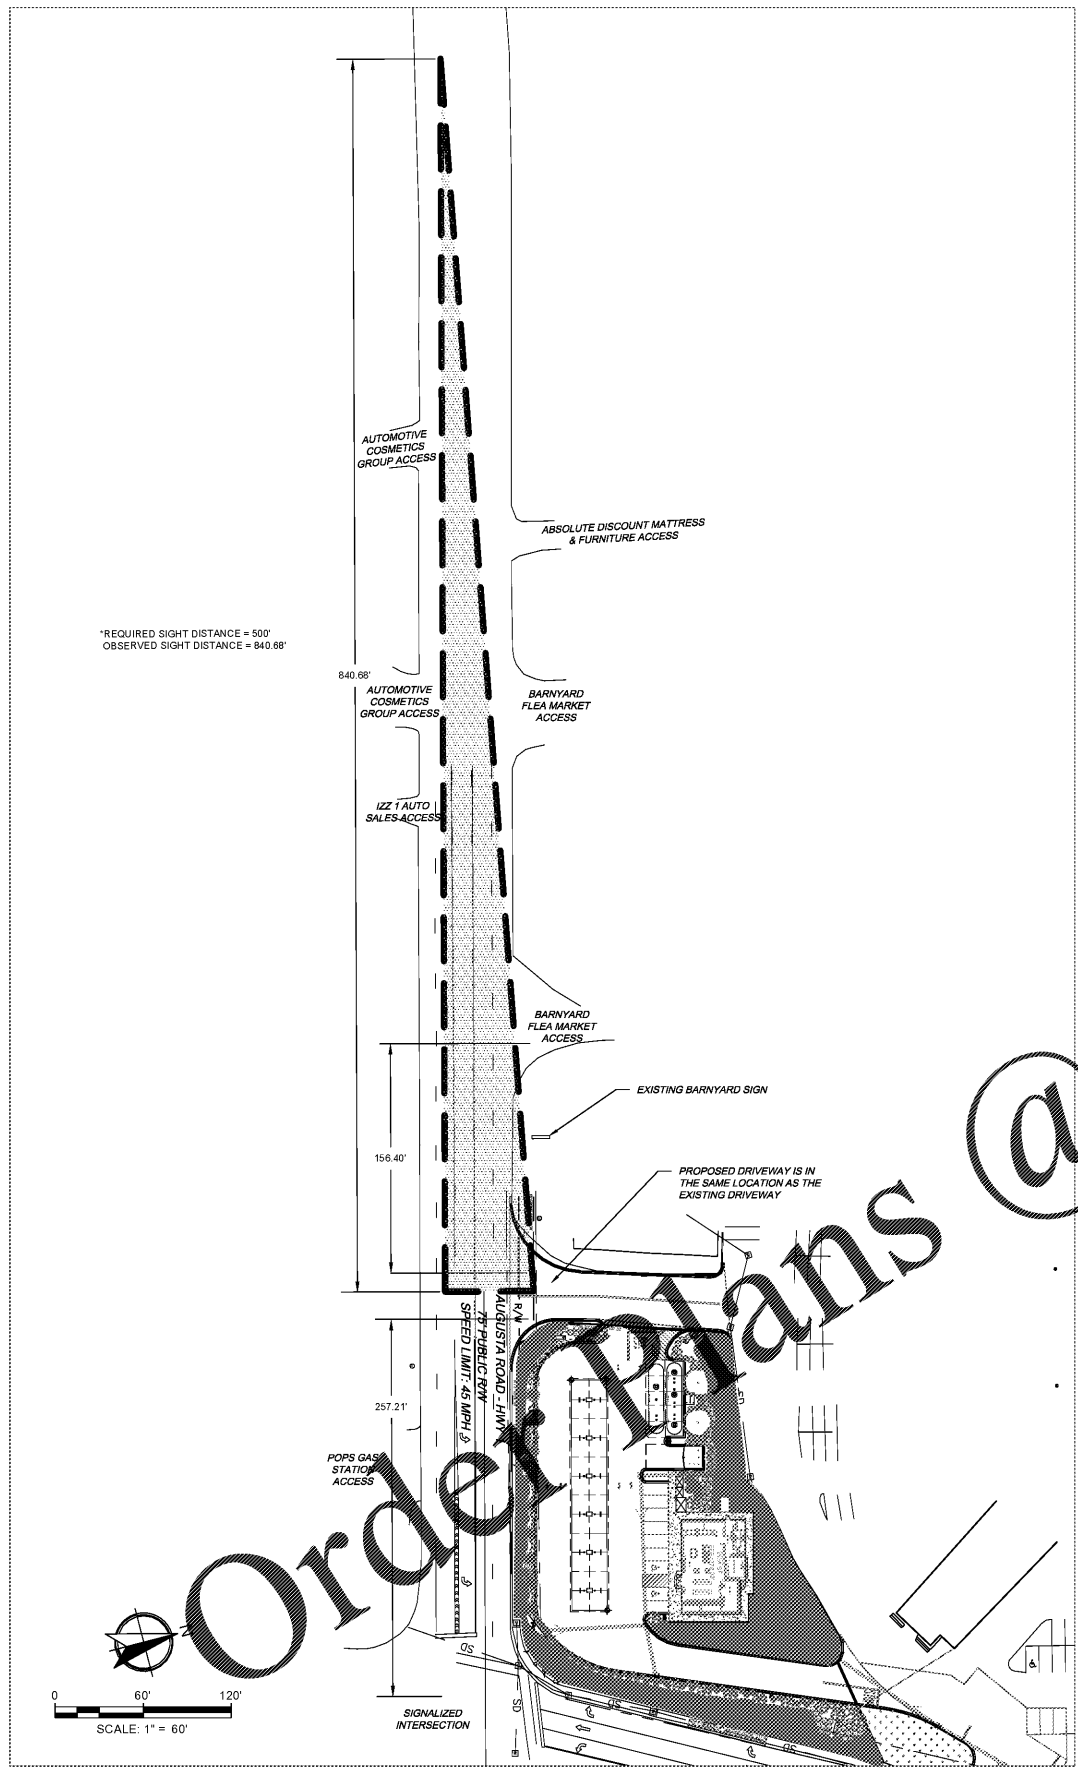 AUTOMOTIVE
COSMETICS
GROUP ACCESS
ABSOLUTE DISCOUNT MATTRESS
& FURNITURE ACCESS
*REQUIRED SIGHT DISTANCE = 500'
OBSERVED SIGHT DISTANCE = 840.68'
840.68'
AUTOMOTIVE
COSMETICS
GROUP ACCESS
BARNYARD
FLEA MARKET
ACCESS
IZZ 1 AUTO
SALES ACCESS
BARNYARD
FLEA MARKET
ACCESS
EXISTING BARNYARD SIGN
156.40'
PROPOSED DRIVEWAY IS IN
THE SAME LOCATION AS THE
EXISTING DRIVEWAY
R/W
AUGUSTA ROAD - HWY
75' PUBLIC R/W
SPEED LIMIT: 45 MPH
257.21'
POPS GAS
STATION
ACCESS
Order Plans @
N
SD
SD
SD
SD
0 60' 120'
SCALE: 1" = 60'
SIGNALIZED
INTERSECTION